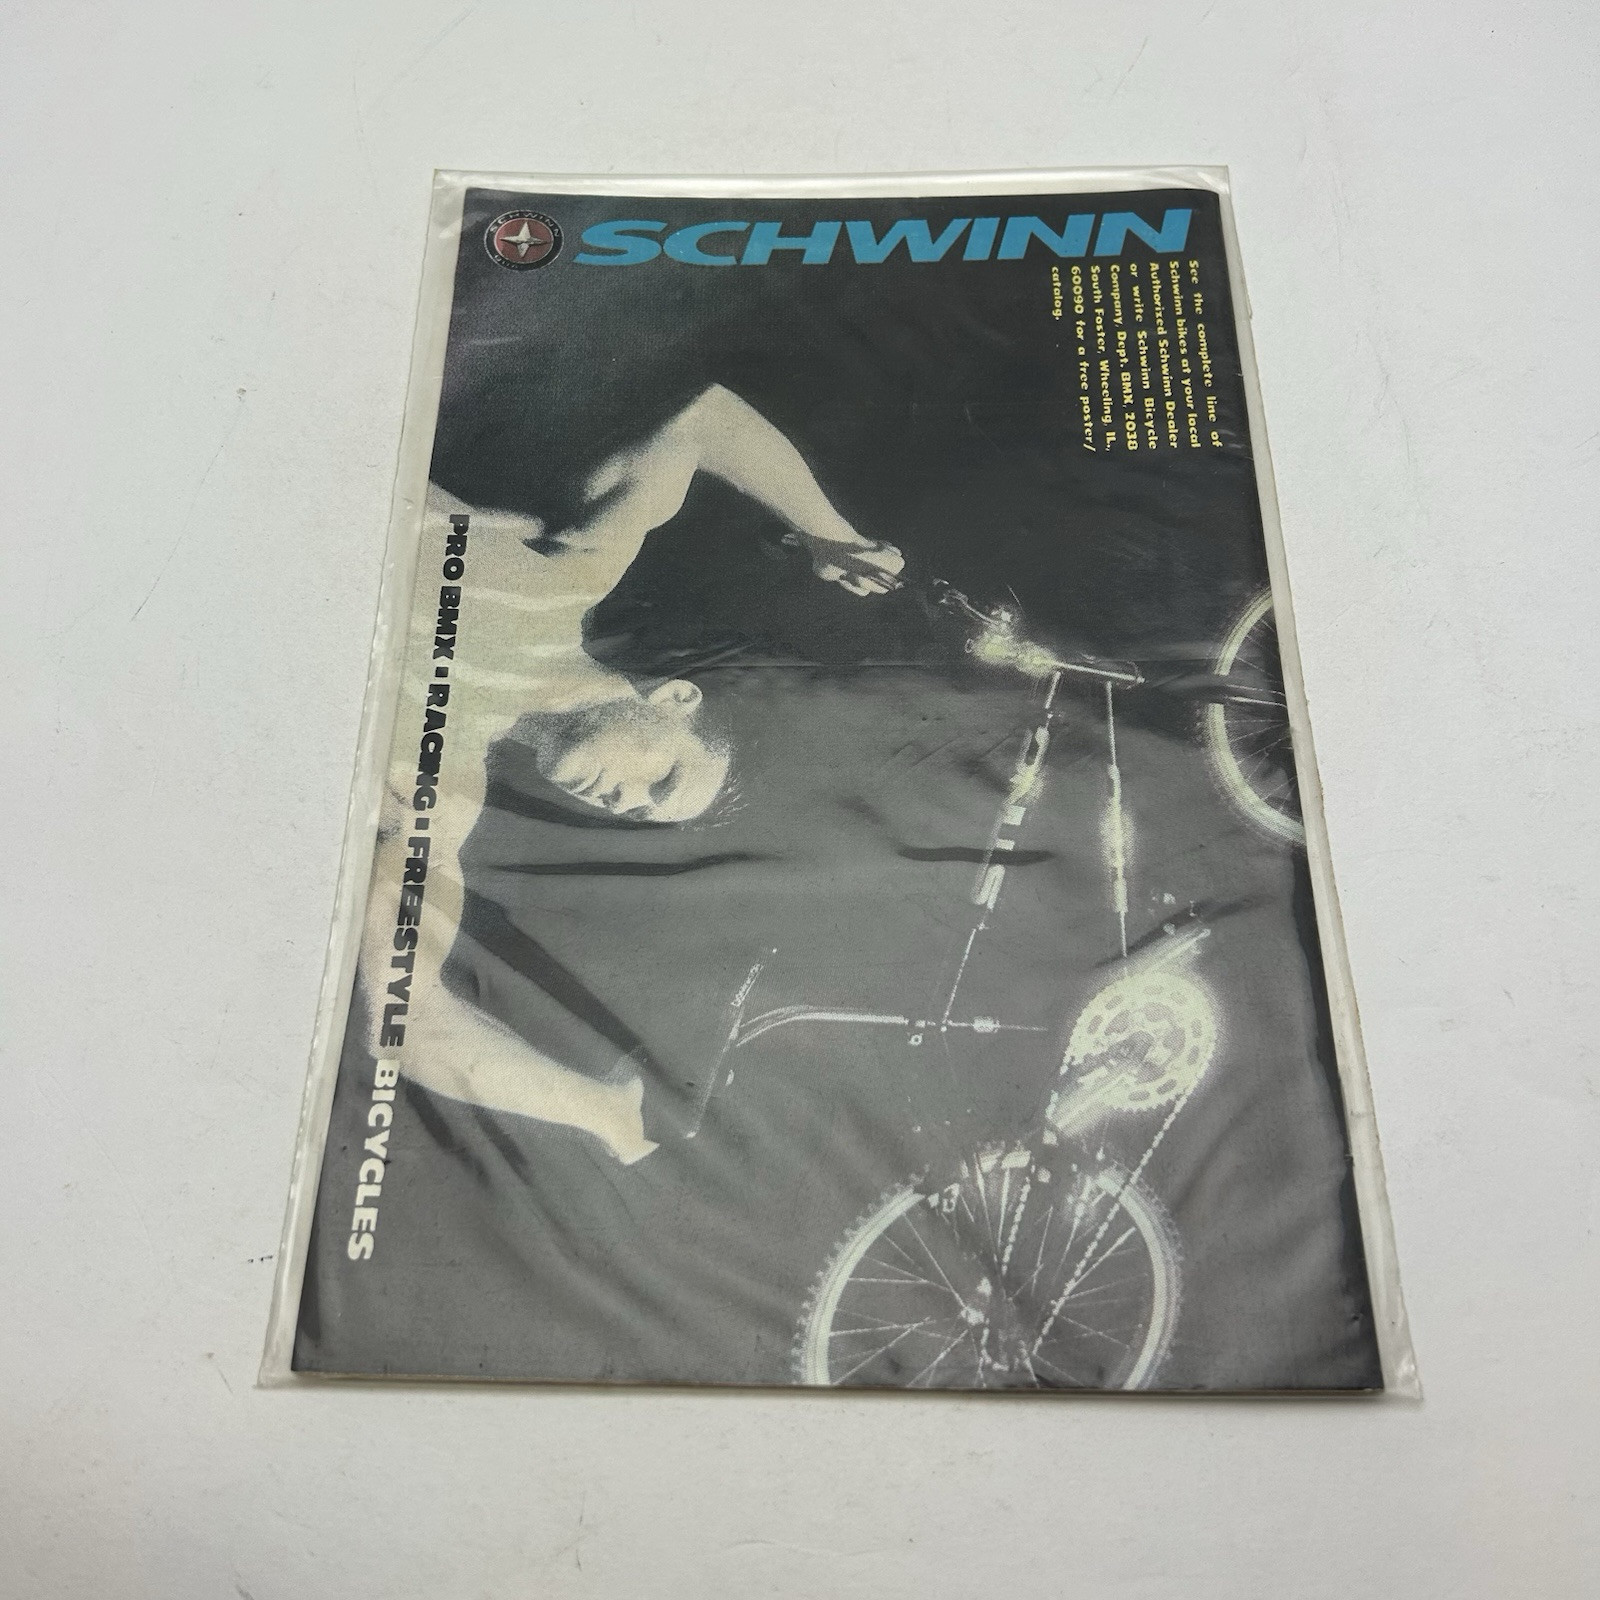 SCHWINN
SCHWINN
See the complete line of
Schwinn bikes at your local
Authorized Schwinn Dealer
or write Schwinn Bicycle
Company, Dept. BMX, 2038
South Foster, Wheeling, IL,
60090 for a free poster/
catalog.
PRO BMX · RACING · FREESTYLE BICYCLES